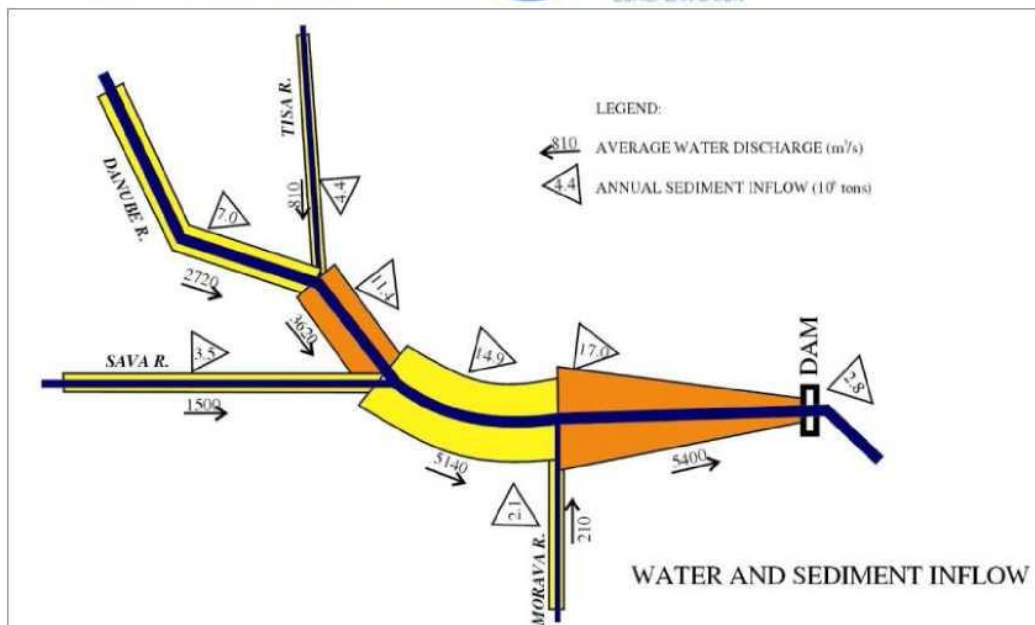 LEGEND:
810 AVERAGE WATER DISCHARGE (m³/s)
4.4 ANNUAL SEDIMENT INFLOW (10⁶ tons)
TISA R.
810
4.4
DANUBE R.
7.0
2720
11.4
3620
SAVA R.
3.5
1500
14.9
17.0
DAM
2.8
5140
5400
2.1
210
MORAVA R.
WATER AND SEDIMENT INFLOW